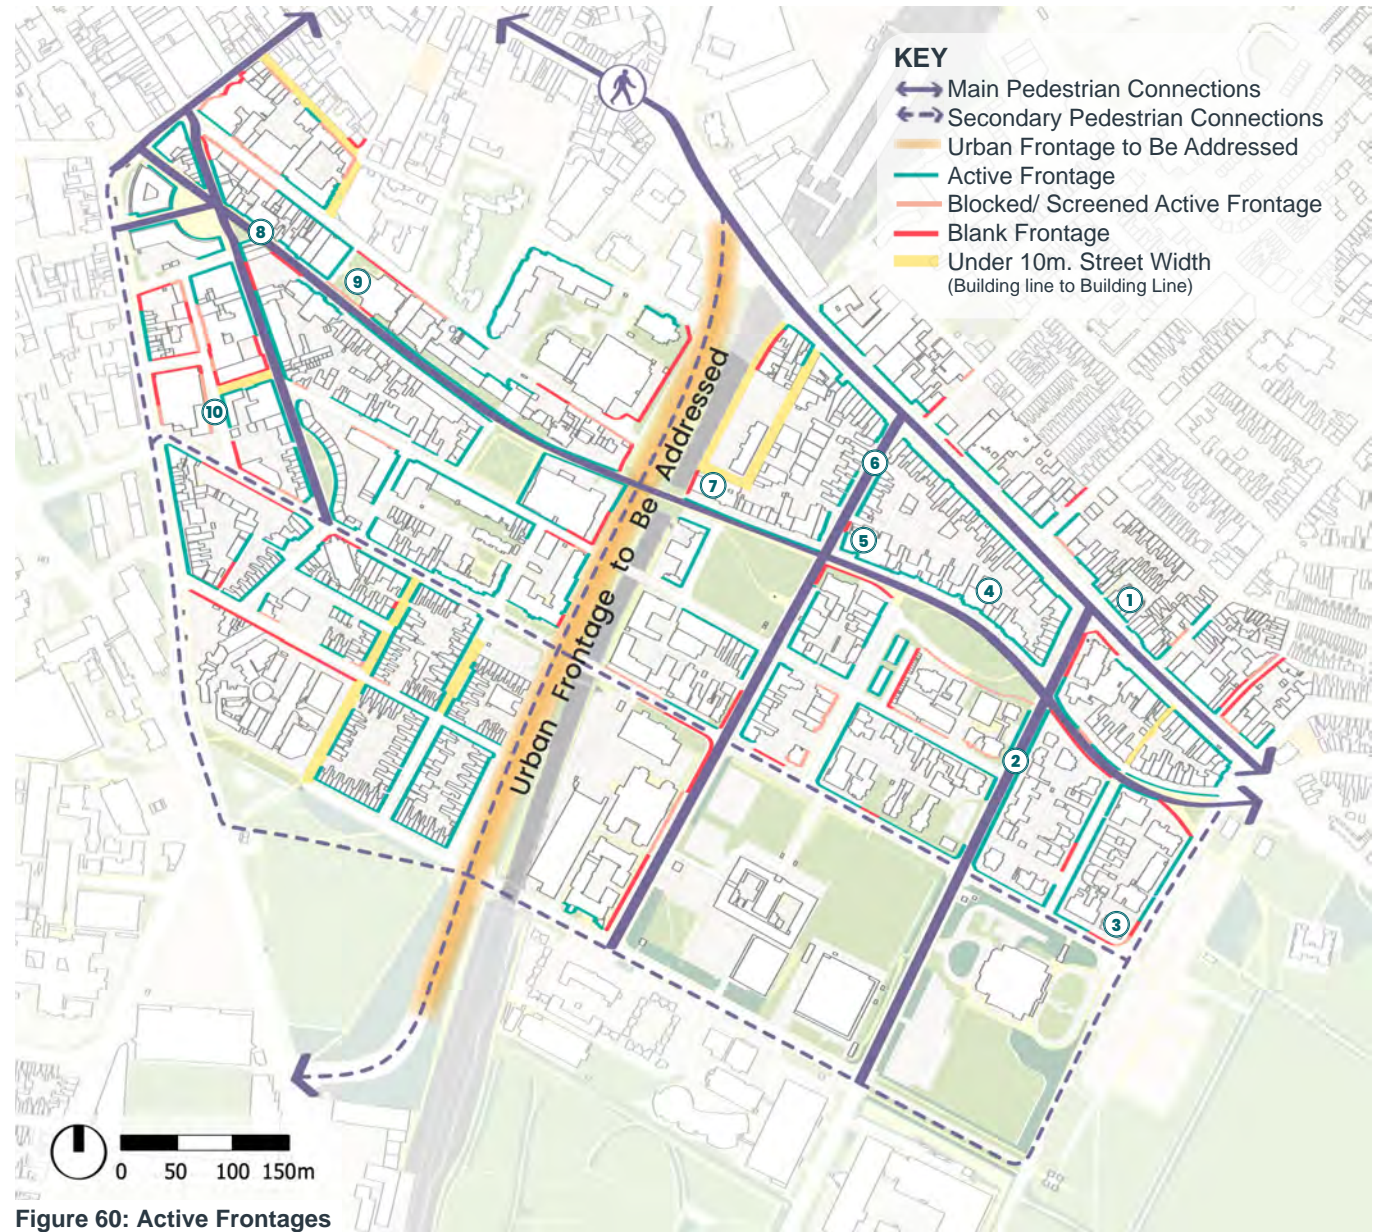 KEY
Main Pedestrian Connections
Secondary Pedestrian Connections
Urban Frontage to Be Addressed
Active Frontage
Blocked/ Screened Active Frontage
Blank Frontage
Under 10m. Street Width
(Building line to Building Line)
8
9
10
7
6
5
4
1
2
3
Urban Frontage to Be Addressed
0 50 100 150m
Figure 60: Active Frontages